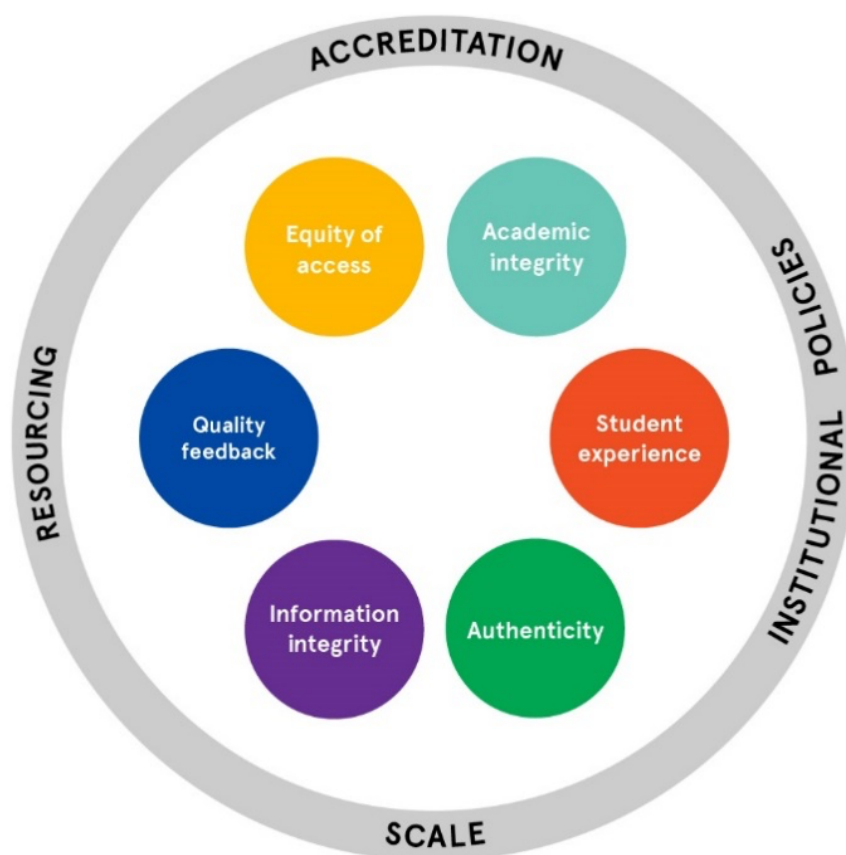 ACCREDITATION
Equity of
access
Academic
integrity
INSTITUTIONAL POLICIES
RESOURCING
Quality
feedback
Student
experience
Information
integrity
Authenticity
SCALE